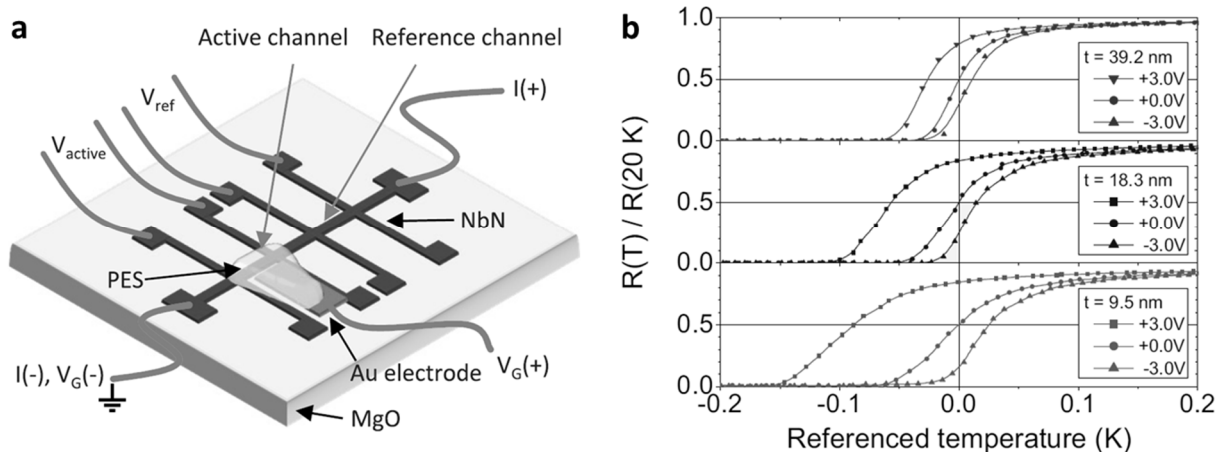 a
Active channel
Reference channel
V_ref
I(+)
V_active
NbN
PES
I(-), V_G(-)
Au electrode
V_G(+)
MgO
b
R(T) / R(20 K)
1.0
0.5
t = 39.2 nm
+3.0V
+0.0V
-3.0V
0.0
0.5
t = 18.3 nm
+3.0V
+0.0V
-3.0V
0.0
0.5
t = 9.5 nm
+3.0V
+0.0V
-3.0V
0.0
-0.2 -0.1 0.0 0.1 0.2
Referenced temperature (K)